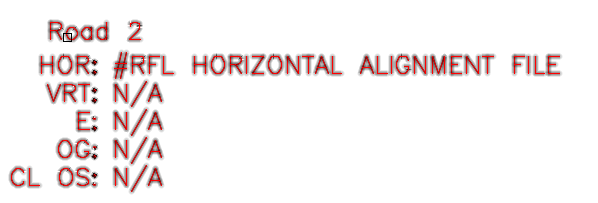 Road 2
HOR: #RFL HORIZONTAL ALIGNMENT FILE
VRT: N/A
E: N/A
OG: N/A
CL OS: N/A